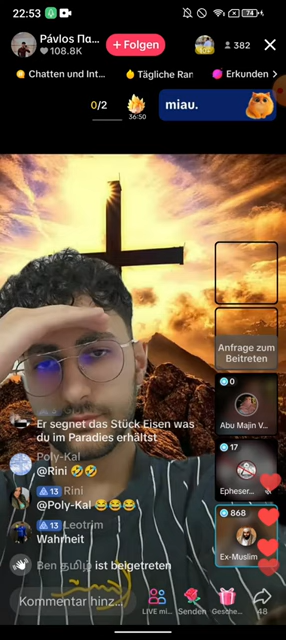 22:53
74
Pávlos Πα...
108.8K
+ Folgen
382
Chatten und Int...
Tägliche Ran
Erkunden >
0/2
36:50
miau.
Anfrage zum
Beitreten
0
Abu Majin V...
17
Epheser...
868
Ex-Muslim
Er segnet das Stück Eisen was
du im Paradies erhältst
Poly-Kal
@Rini 🤣🤣
13 Rini
@Poly-Kal 😂😂😂
13 Leotrim
Wahrheit
Ben தமிழ் ist beigetreten
Kommentar hinz...
LIVE mi...
Senden
Gesche...
48